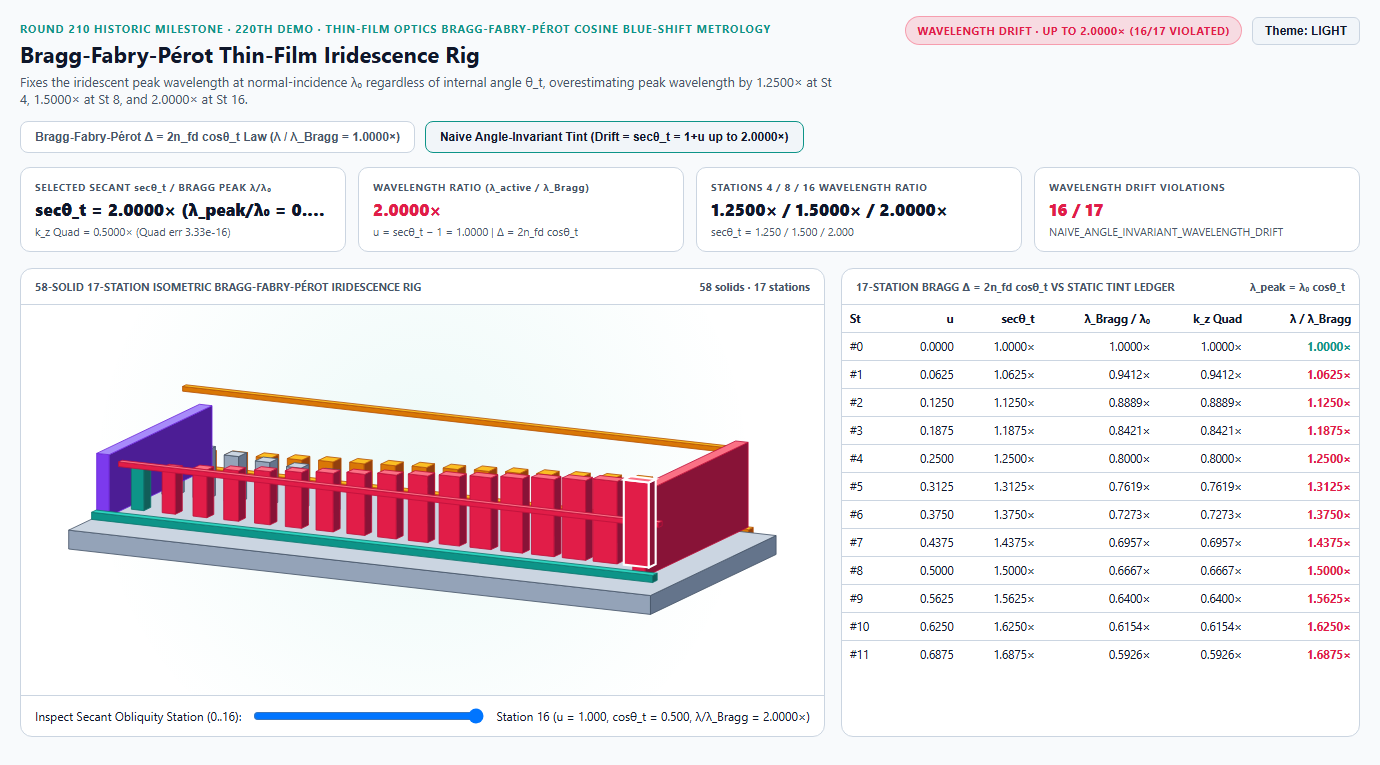 ROUND 210 HISTORIC MILESTONE · 220TH DEMO · THIN-FILM OPTICS BRAGG-FABRY-PÉROT COSINE BLUE-SHIFT METROLOGY
Bragg-Fabry-Pérot Thin-Film Iridescence Rig
Fixes the iridescent peak wavelength at normal-incidence λ₀ regardless of internal angle θ_t, overestimating peak wavelength by 1.2500× at St
4, 1.5000× at St 8, and 2.0000× at St 16.
WAVELENGTH DRIFT · UP TO 2.0000× (16/17 VIOLATED)
Theme: LIGHT
Bragg-Fabry-Pérot Δ = 2n_fd cosθ_t Law (λ / λ_Bragg = 1.0000×)
Naive Angle-Invariant Tint (Drift = secθ_t = 1+u up to 2.0000×)
SELECTED SECANT secθ_t / BRAGG PEAK λ/λ₀
secθ_t = 2.0000× (λ_peak/λ₀ = 0....
k_z Quad = 0.5000× (Quad err 3.33e-16)
WAVELENGTH RATIO (λ_active / λ_Bragg)
2.0000×
u = secθ_t − 1 = 1.0000 | Δ = 2n_fd cosθ_t
STATIONS 4 / 8 / 16 WAVELENGTH RATIO
1.2500× / 1.5000× / 2.0000×
secθ_t = 1.250 / 1.500 / 2.000
WAVELENGTH DRIFT VIOLATIONS
16 / 17
NAIVE_ANGLE_INVARIANT_WAVELENGTH_DRIFT
58-SOLID 17-STATION ISOMETRIC BRAGG-FABRY-PÉROT IRIDESCENCE RIG
58 solids · 17 stations
Inspect Secant Obliquity Station (0..16):
Station 16 (u = 1.000, cosθ_t = 0.500, λ/λ_Bragg = 2.0000×)
17-STATION BRAGG Δ = 2n_fd cosθ_t VS STATIC TINT LEDGER
λ_peak = λ₀ cosθ_t
St u secθ_t λ_Bragg / λ₀ k_z Quad λ / λ_Bragg
#0 0.0000 1.0000× 1.0000× 1.0000× 1.0000×
#1 0.0625 1.0625× 0.9412× 0.9412× 1.0625×
#2 0.1250 1.1250× 0.8889× 0.8889× 1.1250×
#3 0.1875 1.1875× 0.8421× 0.8421× 1.1875×
#4 0.2500 1.2500× 0.8000× 0.8000× 1.2500×
#5 0.3125 1.3125× 0.7619× 0.7619× 1.3125×
#6 0.3750 1.3750× 0.7273× 0.7273× 1.3750×
#7 0.4375 1.4375× 0.6957× 0.6957× 1.4375×
#8 0.5000 1.5000× 0.6667× 0.6667× 1.5000×
#9 0.5625 1.5625× 0.6400× 0.6400× 1.5625×
#10 0.6250 1.6250× 0.6154× 0.6154× 1.6250×
#11 0.6875 1.6875× 0.5926× 0.5926× 1.6875×